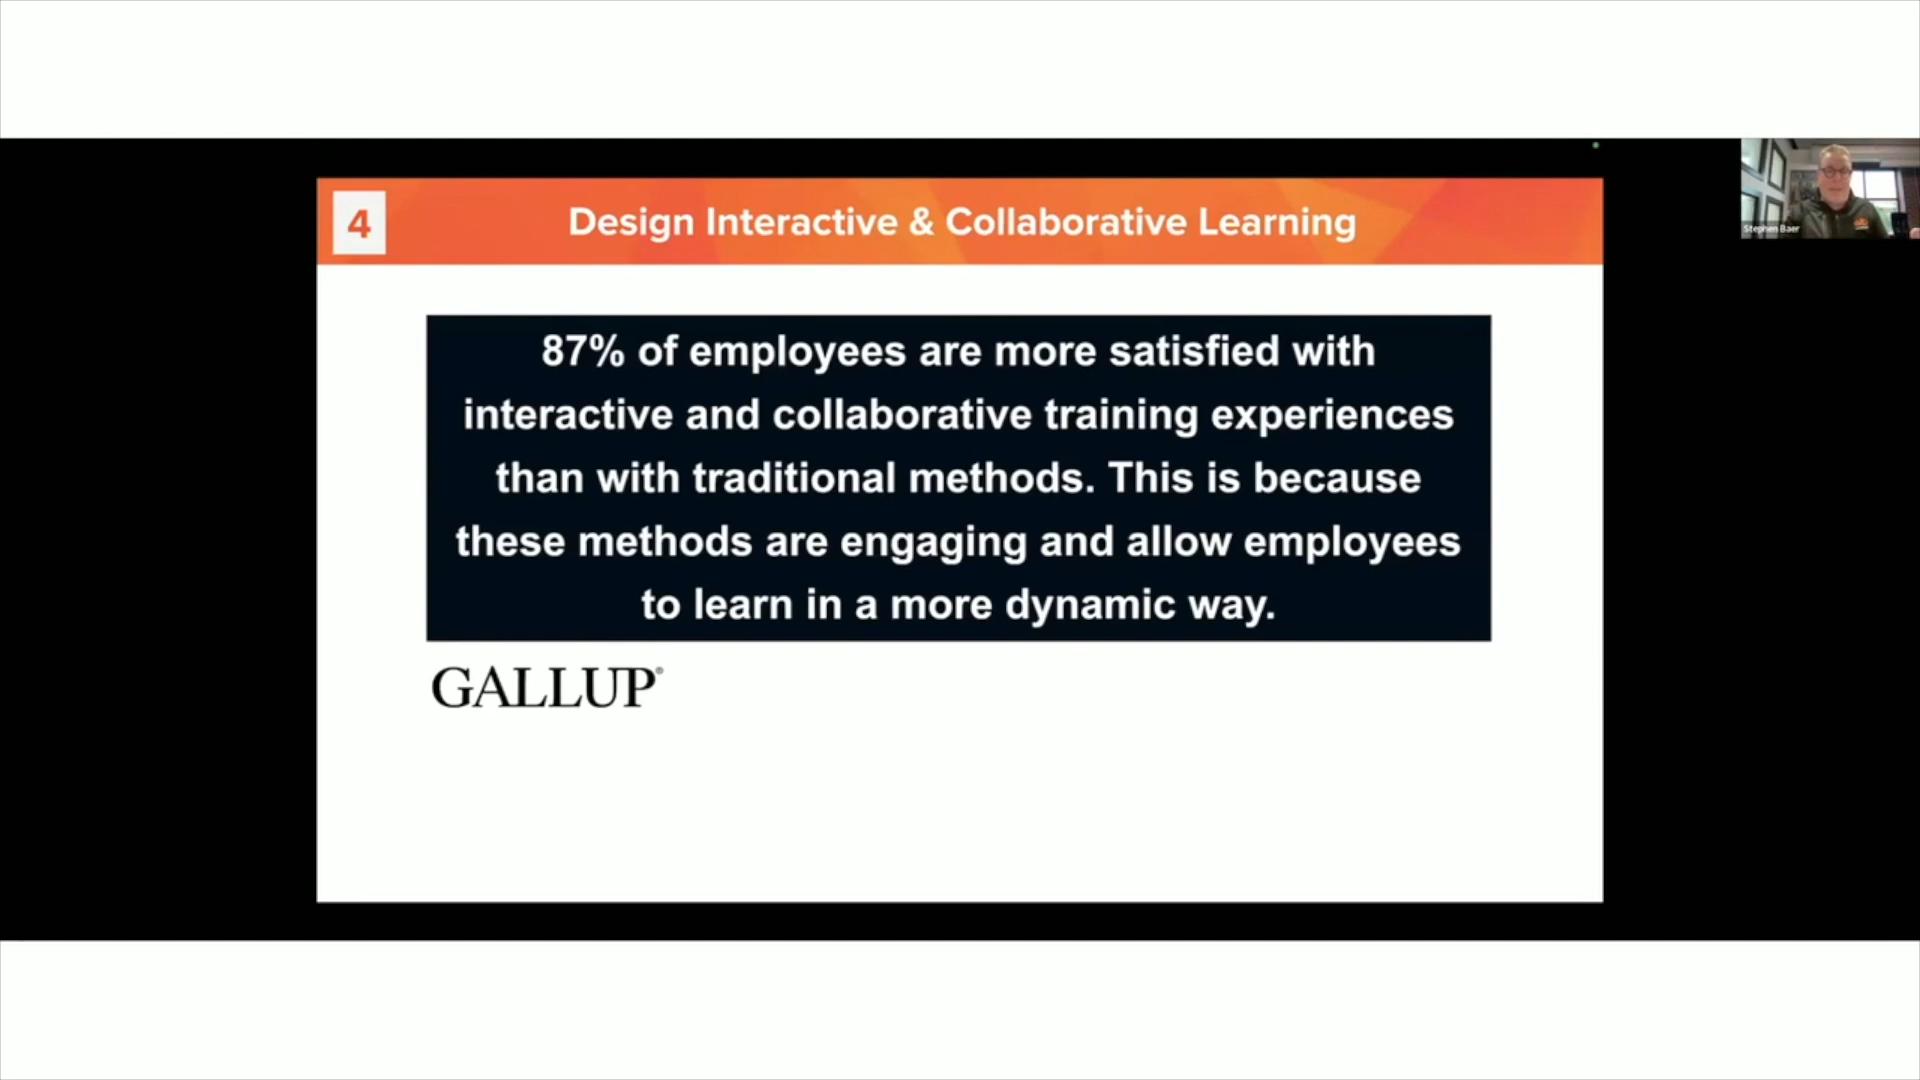 4
Design Interactive & Collaborative Learning
87% of employees are more satisfied with
interactive and collaborative training experiences
than with traditional methods. This is because
these methods are engaging and allow employees
to learn in a more dynamic way.
GALLUP®
Stephen Baer